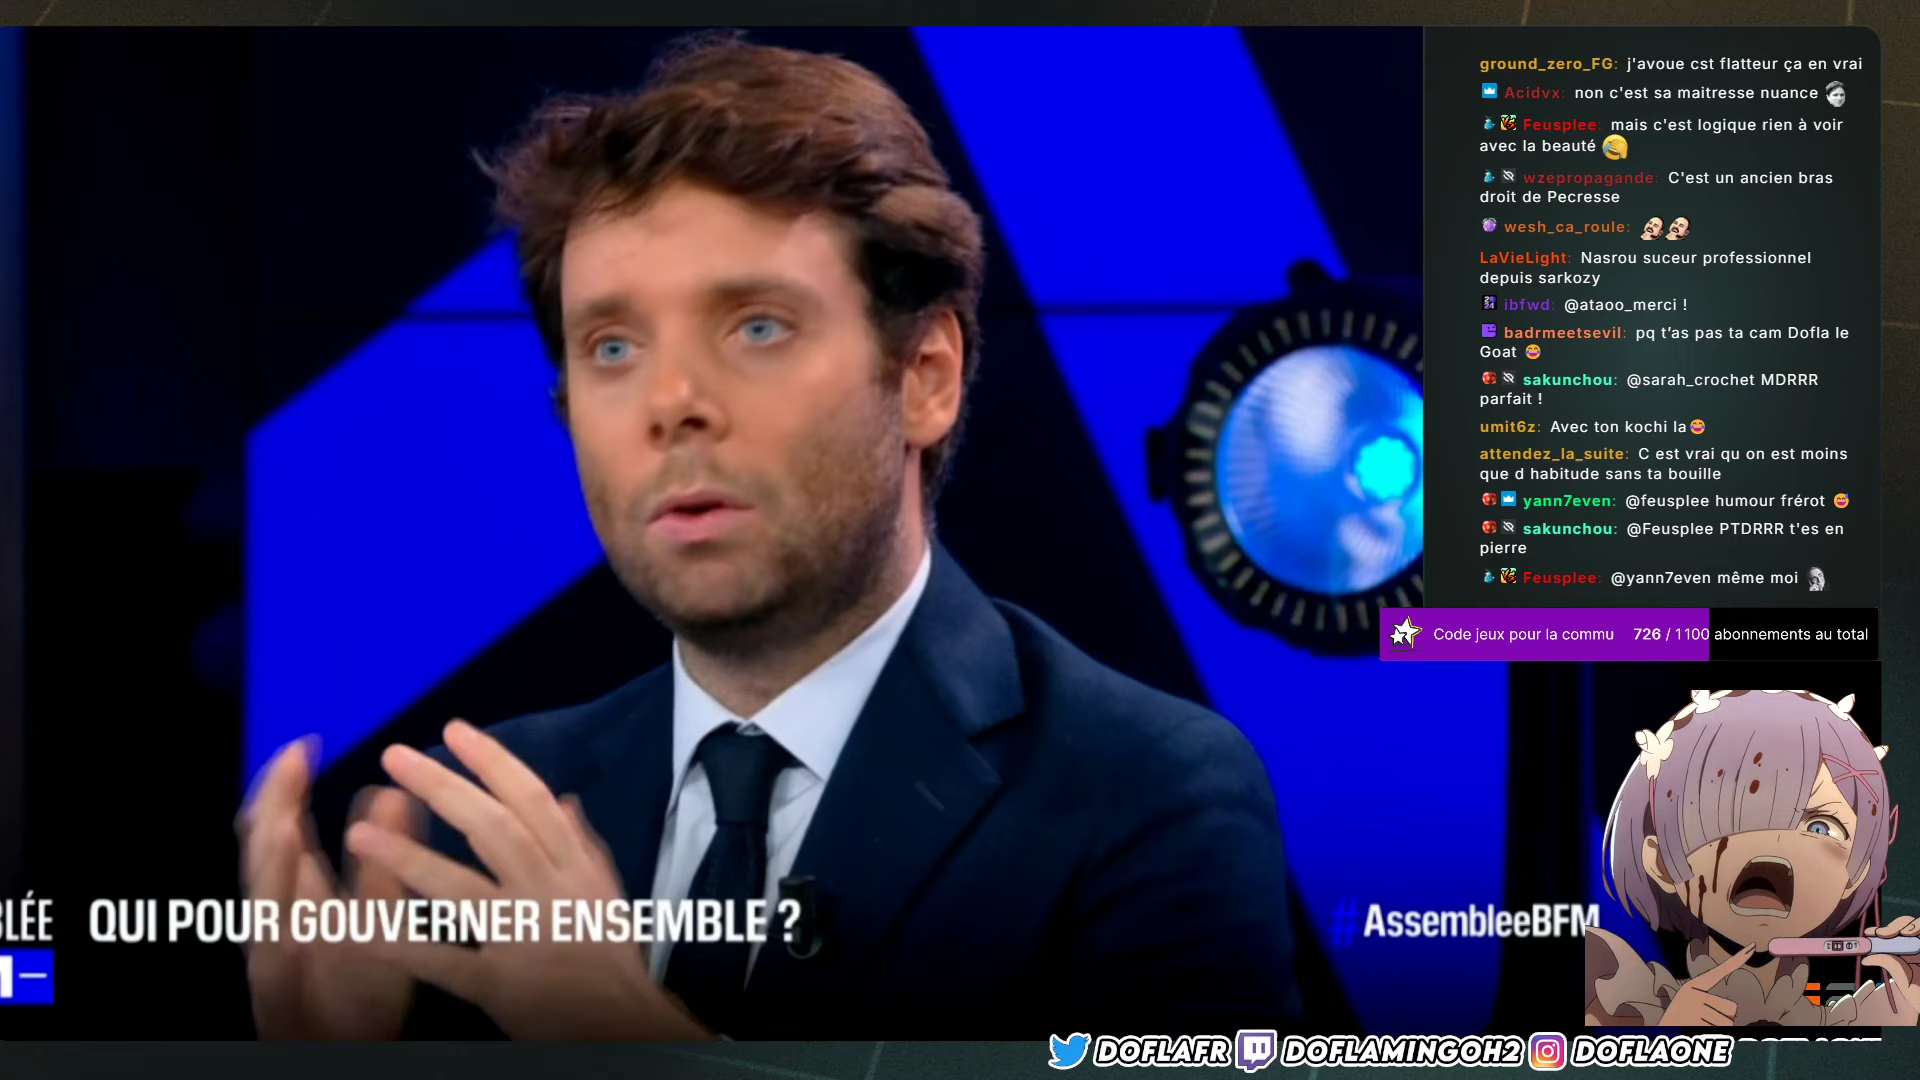 ground_zero_FG: j'avoue cst flatteur ça en vrai
Acidvx: non c'est sa maitresse nuance
Feusplee: mais c'est logique rien à voir
avec la beauté
wzepropagande: C'est un ancien bras
droit de Pecresse
wesh_ca_roule:
LaVieLight: Nasrou suceur professionnel
depuis sarkozy
ibfwd: @ataoo_merci !
badrmeetsevil: pq t’as pas ta cam Dofla le
Goat
sakunchou: @sarah_crochet MDRRR
parfait !
umit6z: Avec ton kochi la
attendez_la_suite: C est vrai qu on est moins
que d habitude sans ta bouille
yann7even: @feusplee humour frérot
sakunchou: @Feusplee PTDRRR t'es en
pierre
Feusplee: @yann7even même moi
Code jeux pour la commu 726 / 1100 abonnements au total
BLÉE QUI POUR GOUVERNER ENSEMBLE ?
#AssembleeBFM
DOFLAFR DOFLAMINGOH2 DOFLAONE